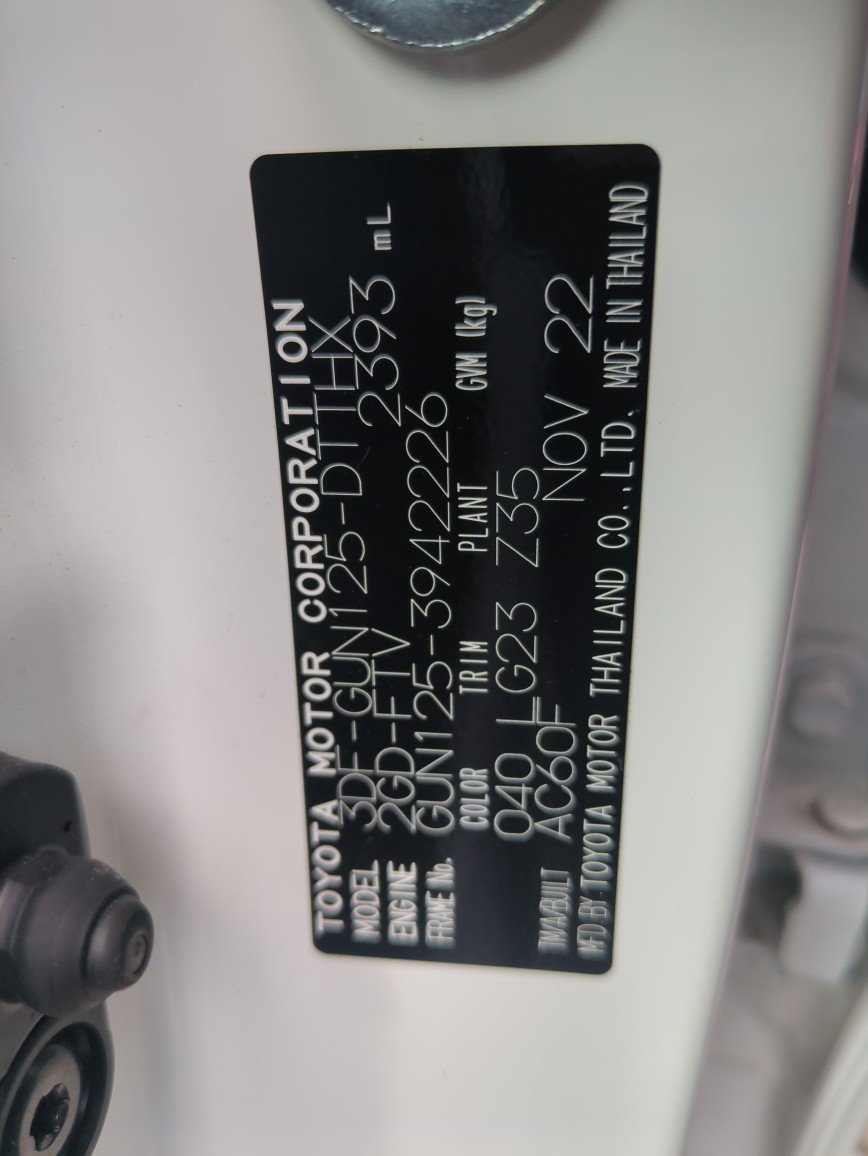 TOYOTA MOTOR CORPORATION
MODEL 3DF-GUN125-DTTHX
ENGINE 2GD-FTV 2393 mL
FRAME No. GUN125-3942226
COLOR TRIM PLANT GVM (kg)
040 LG23 Z35
AC60F NOV 22
MFD BY TOYOTA MOTOR THAILAND CO.,LTD. MADE IN THAILAND